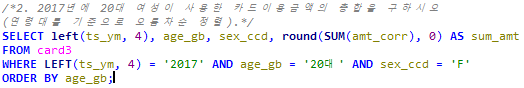 /*2. 2017년에 20대 여성이 사용한 카드이용금액의 총합을 구하시오
(연령대를 기준으로 오름차순 정렬).*/
SELECT left(ts_ym, 4), age_gb, sex_ccd, round(SUM(amt_corr), 0) AS sum_amt
FROM card3
WHERE LEFT(ts_ym, 4) = '2017' AND age_gb = '20대' AND sex_ccd = 'F'
ORDER BY age_gb;